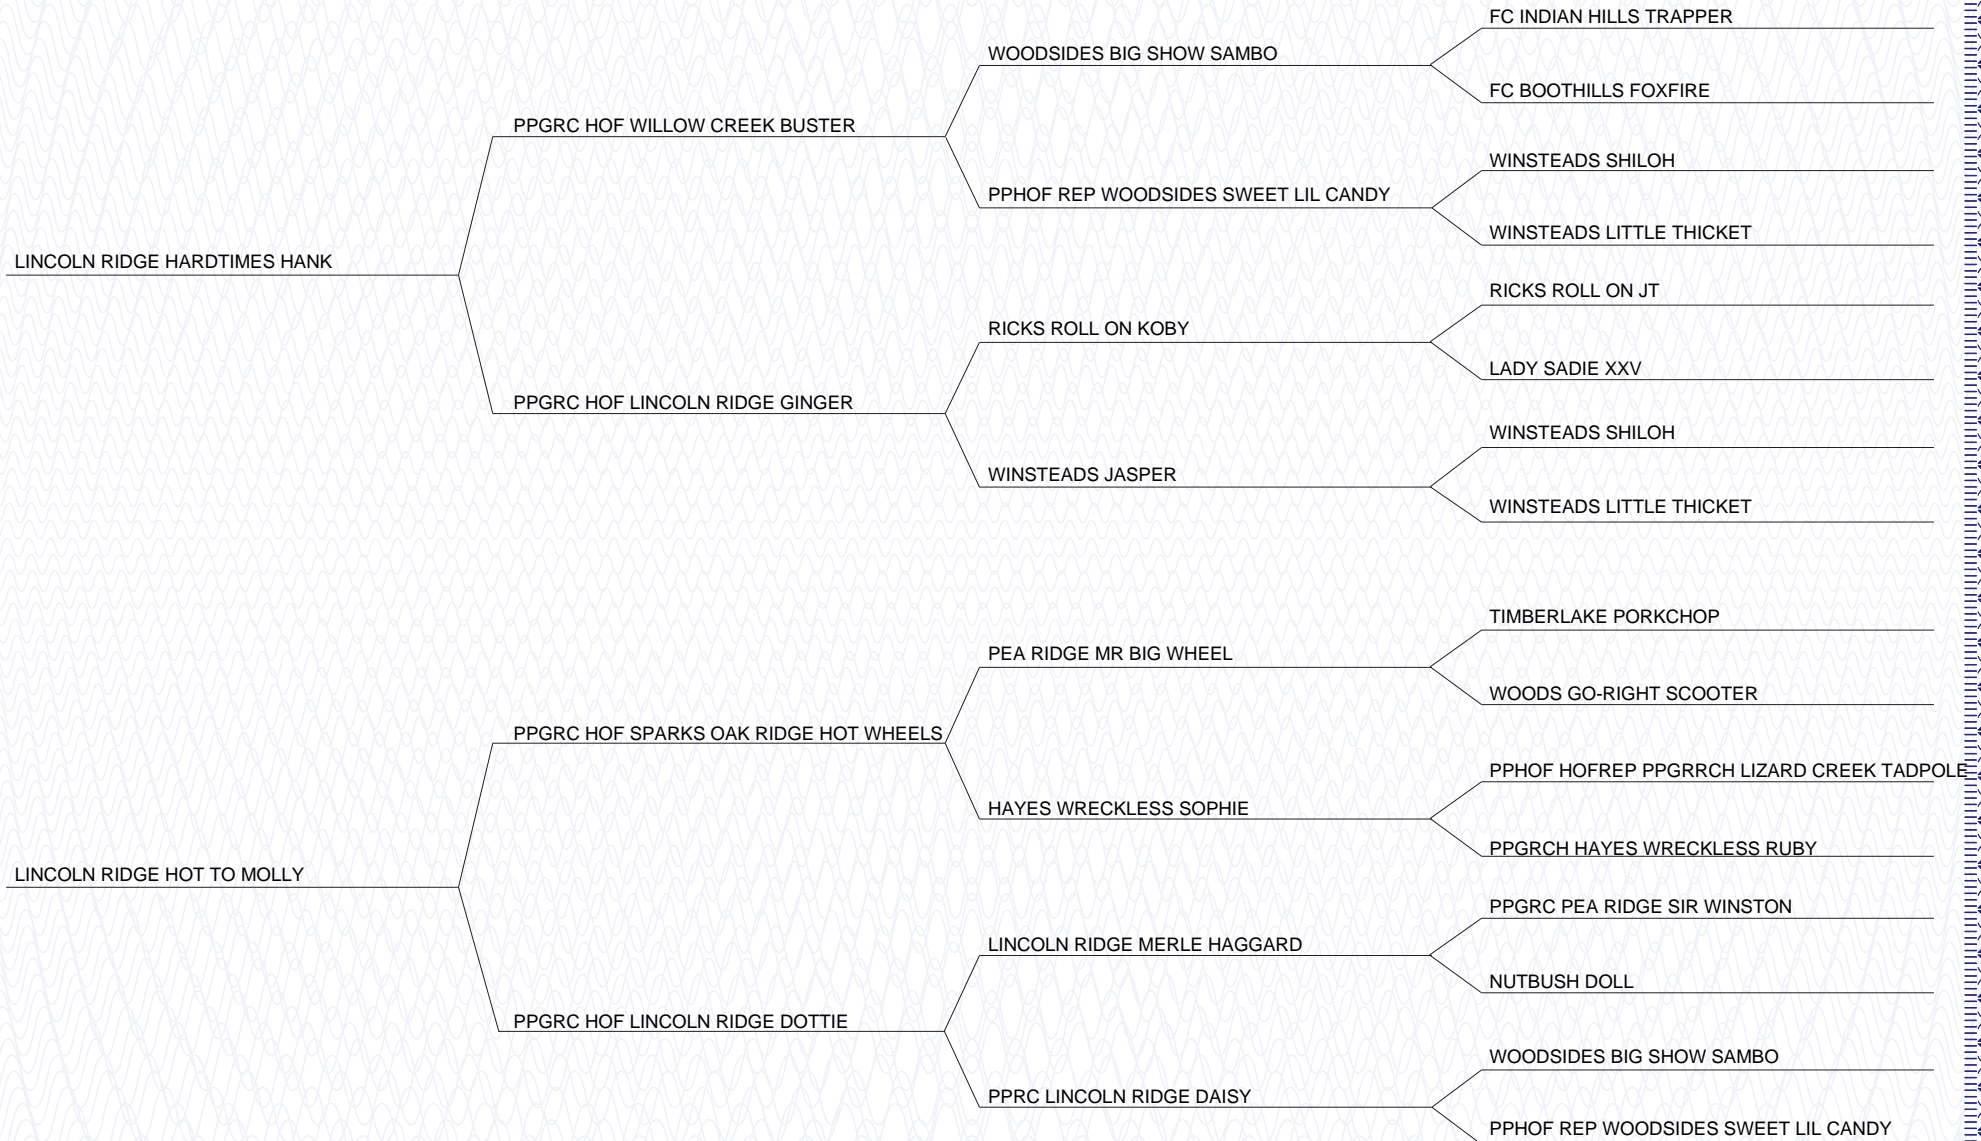 FC INDIAN HILLS TRAPPER
WOODSIDES BIG SHOW SAMBO
FC BOOTHILLS FOXFIRE
PPGRC HOF WILLOW CREEK BUSTER
WINSTEADS SHILOH
PPHOF REP WOODSIDES SWEET LIL CANDY
WINSTEADS LITTLE THICKET
LINCOLN RIDGE HARDTIMES HANK
RICKS ROLL ON JT
RICKS ROLL ON KOBY
LADY SADIE XXV
PPGRC HOF LINCOLN RIDGE GINGER
WINSTEADS SHILOH
WINSTEADS JASPER
WINSTEADS LITTLE THICKET
TIMBERLAKE PORKCHOP
PEA RIDGE MR BIG WHEEL
WOODS GO-RIGHT SCOOTER
PPGRC HOF SPARKS OAK RIDGE HOT WHEELS
PPHOF HOFREP PPGRRCH LIZARD CREEK TADPOLE
HAYES WRECKLESS SOPHIE
PPGRCH HAYES WRECKLESS RUBY
LINCOLN RIDGE HOT TO MOLLY
PPGRC PEA RIDGE SIR WINSTON
LINCOLN RIDGE MERLE HAGGARD
NUTBUSH DOLL
PPGRC HOF LINCOLN RIDGE DOTTIE
WOODSIDES BIG SHOW SAMBO
PPRC LINCOLN RIDGE DAISY
PPHOF REP WOODSIDES SWEET LIL CANDY